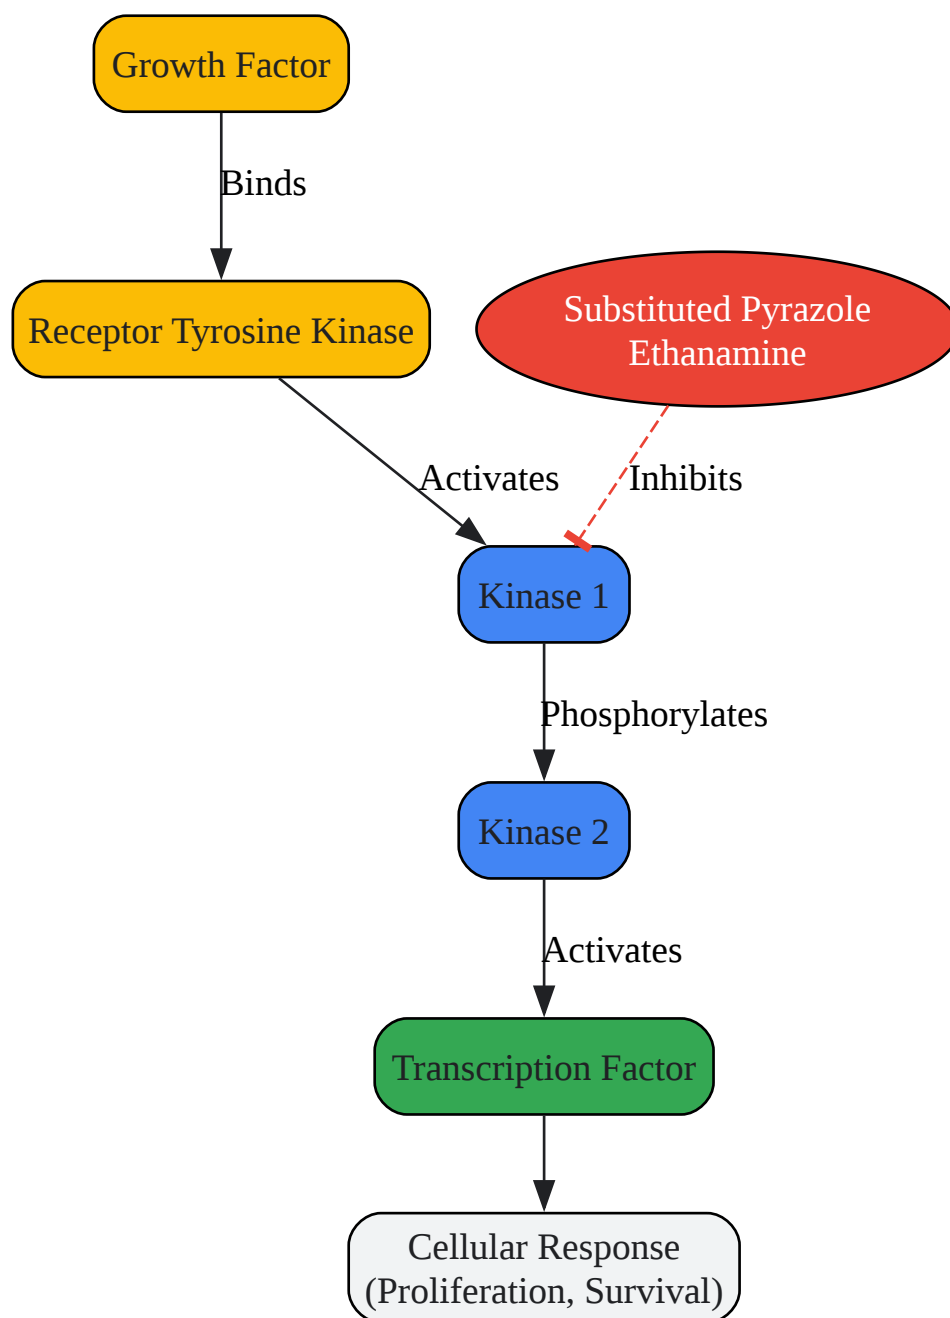 Growth Factor
Binds
Receptor Tyrosine Kinase
Substituted Pyrazole
Ethanamine
Activates
Inhibits
Kinase 1
Phosphorylates
Kinase 2
Activates
Transcription Factor
Cellular Response
(Proliferation, Survival)